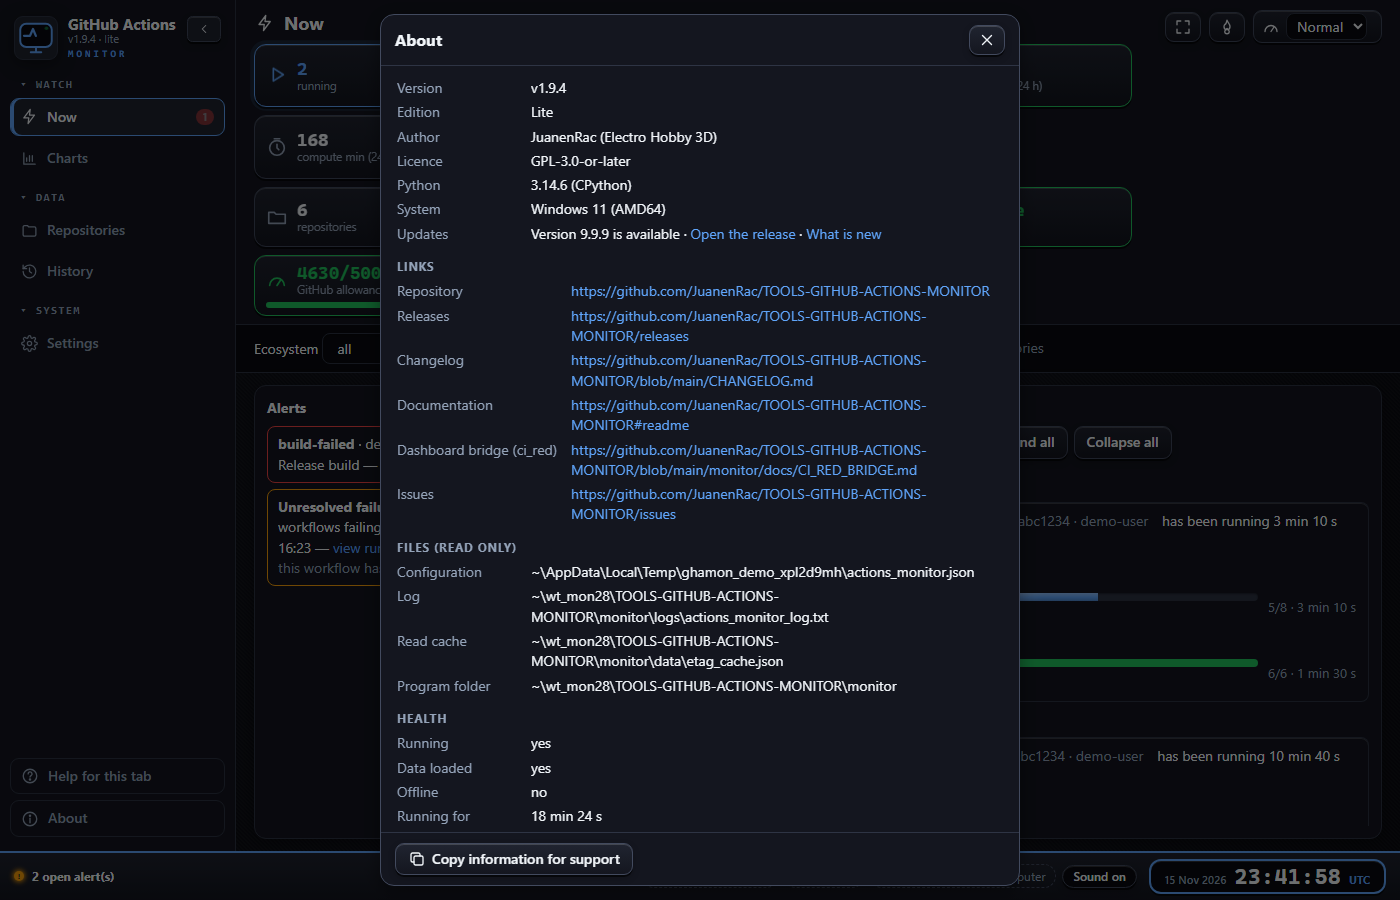 GitHub Actions
v1.9.4 · lite
MONITOR
WATCH
Now
1
Charts
DATA
Repositories
History
SYSTEM
Settings
Help for this tab
About
Now
Normal
2
running
24 h)
168
compute min (24
6
repositories
4630/500
GitHub allowanc
Ecosystem
all
ories
Alerts
build-failed · de
Release build —
Unresolved failu
workflows failing
16:23 — view ru
this workflow ha
nd all
Collapse all
abc1234 · demo-user has been running 3 min 10 s
5/8 · 3 min 10 s
6/6 · 1 min 30 s
bc1234 · demo-user has been running 10 min 40 s
About
Version v1.9.4
Edition Lite
Author JuanenRac (Electro Hobby 3D)
Licence GPL-3.0-or-later
Python 3.14.6 (CPython)
System Windows 11 (AMD64)
Updates Version 9.9.9 is available · Open the release · What is new
LINKS
Repository https://github.com/JuanenRac/TOOLS-GITHUB-ACTIONS-MONITOR
Releases https://github.com/JuanenRac/TOOLS-GITHUB-ACTIONS-
MONITOR/releases
Changelog https://github.com/JuanenRac/TOOLS-GITHUB-ACTIONS-
MONITOR/blob/main/CHANGELOG.md
Documentation https://github.com/JuanenRac/TOOLS-GITHUB-ACTIONS-
MONITOR#readme
Dashboard bridge (ci_red) https://github.com/JuanenRac/TOOLS-GITHUB-ACTIONS-
MONITOR/blob/main/monitor/docs/CI_RED_BRIDGE.md
Issues https://github.com/JuanenRac/TOOLS-GITHUB-ACTIONS-
MONITOR/issues
FILES (READ ONLY)
Configuration ~\AppData\Local\Temp\ghamon_demo_xpl2d9mh\actions_monitor.json
Log ~\wt_mon28\TOOLS-GITHUB-ACTIONS-
MONITOR\monitor\logs\actions_monitor_log.txt
Read cache ~\wt_mon28\TOOLS-GITHUB-ACTIONS-
MONITOR\monitor\data\etag_cache.json
Program folder ~\wt_mon28\TOOLS-GITHUB-ACTIONS-MONITOR\monitor
HEALTH
Running yes
Data loaded yes
Offline no
Running for 18 min 24 s
Copy information for support
2 open alert(s)
puter
Sound on
15 Nov 2026 23:41:58 UTC